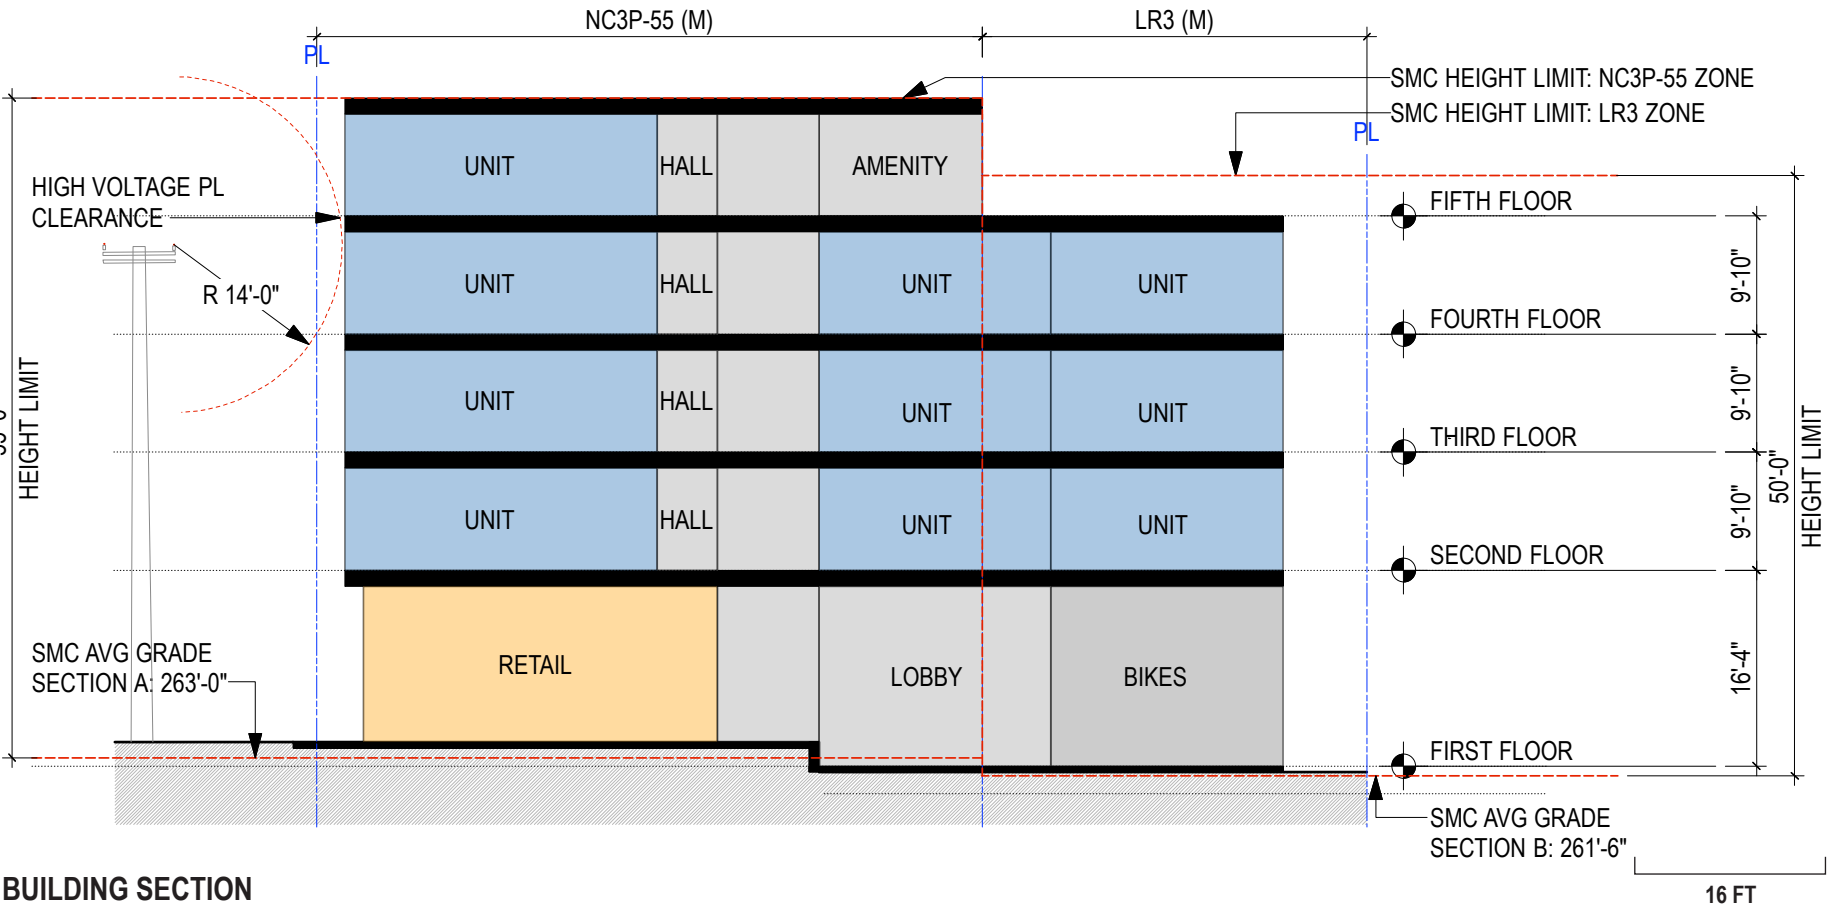 NC3P-55 (M)
LR3 (M)
PL
SMC HEIGHT LIMIT: NC3P-55 ZONE
SMC HEIGHT LIMIT: LR3 ZONE
PL
UNIT
HALL
AMENITY
HIGH VOLTAGE PL
CLEARANCE
FIFTH FLOOR
R 14'-0"
UNIT
HALL
UNIT
UNIT
9'-10"
FOURTH FLOOR
HEIGHT LIMIT
UNIT
HALL
UNIT
UNIT
9'-10"
THIRD FLOOR
50'-0"
HEIGHT LIMIT
UNIT
HALL
UNIT
UNIT
9'-10"
SECOND FLOOR
SMC AVG GRADE
SECTION A: 263'-0"
RETAIL
LOBBY
BIKES
16'-4"
FIRST FLOOR
SMC AVG GRADE
SECTION B: 261'-6"
BUILDING SECTION
16 FT